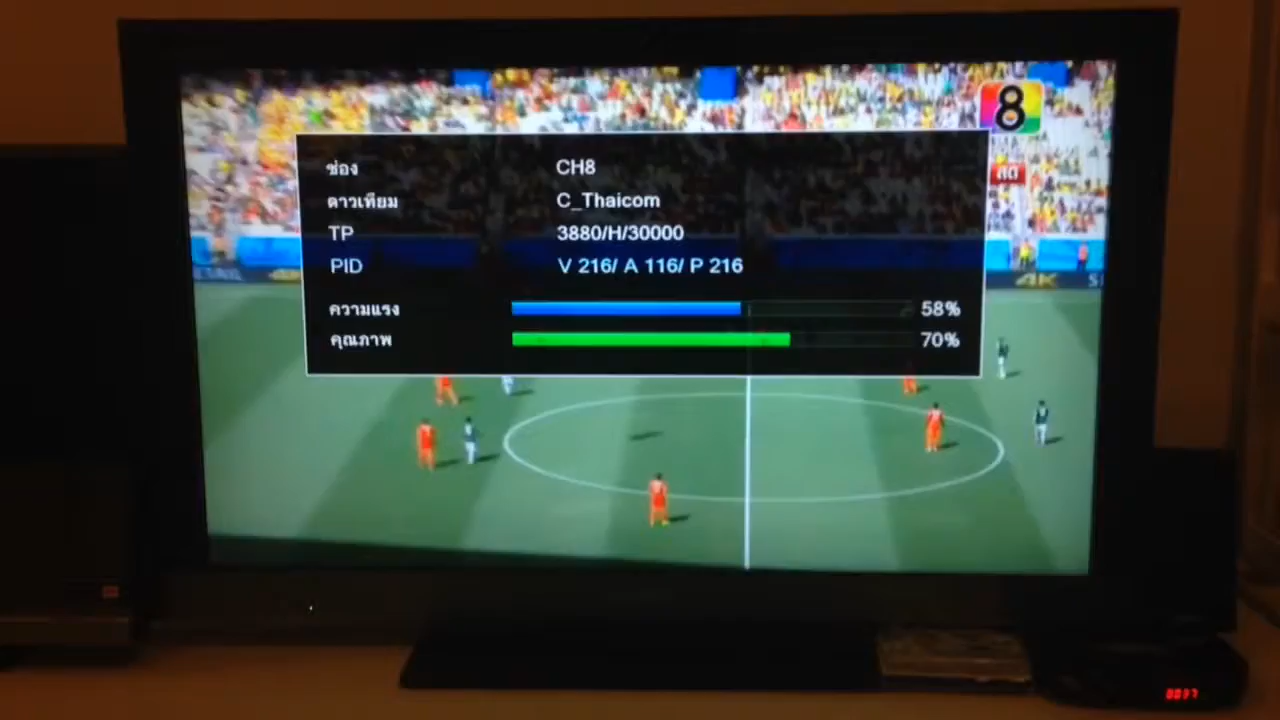 8
ช่อง CH8
สด
ดาวเทียม C_Thaicom
TP 3880/H/30000
PID V 216/ A 116/ P 216
4K
ความแรง 58%
คุณภาพ 70%